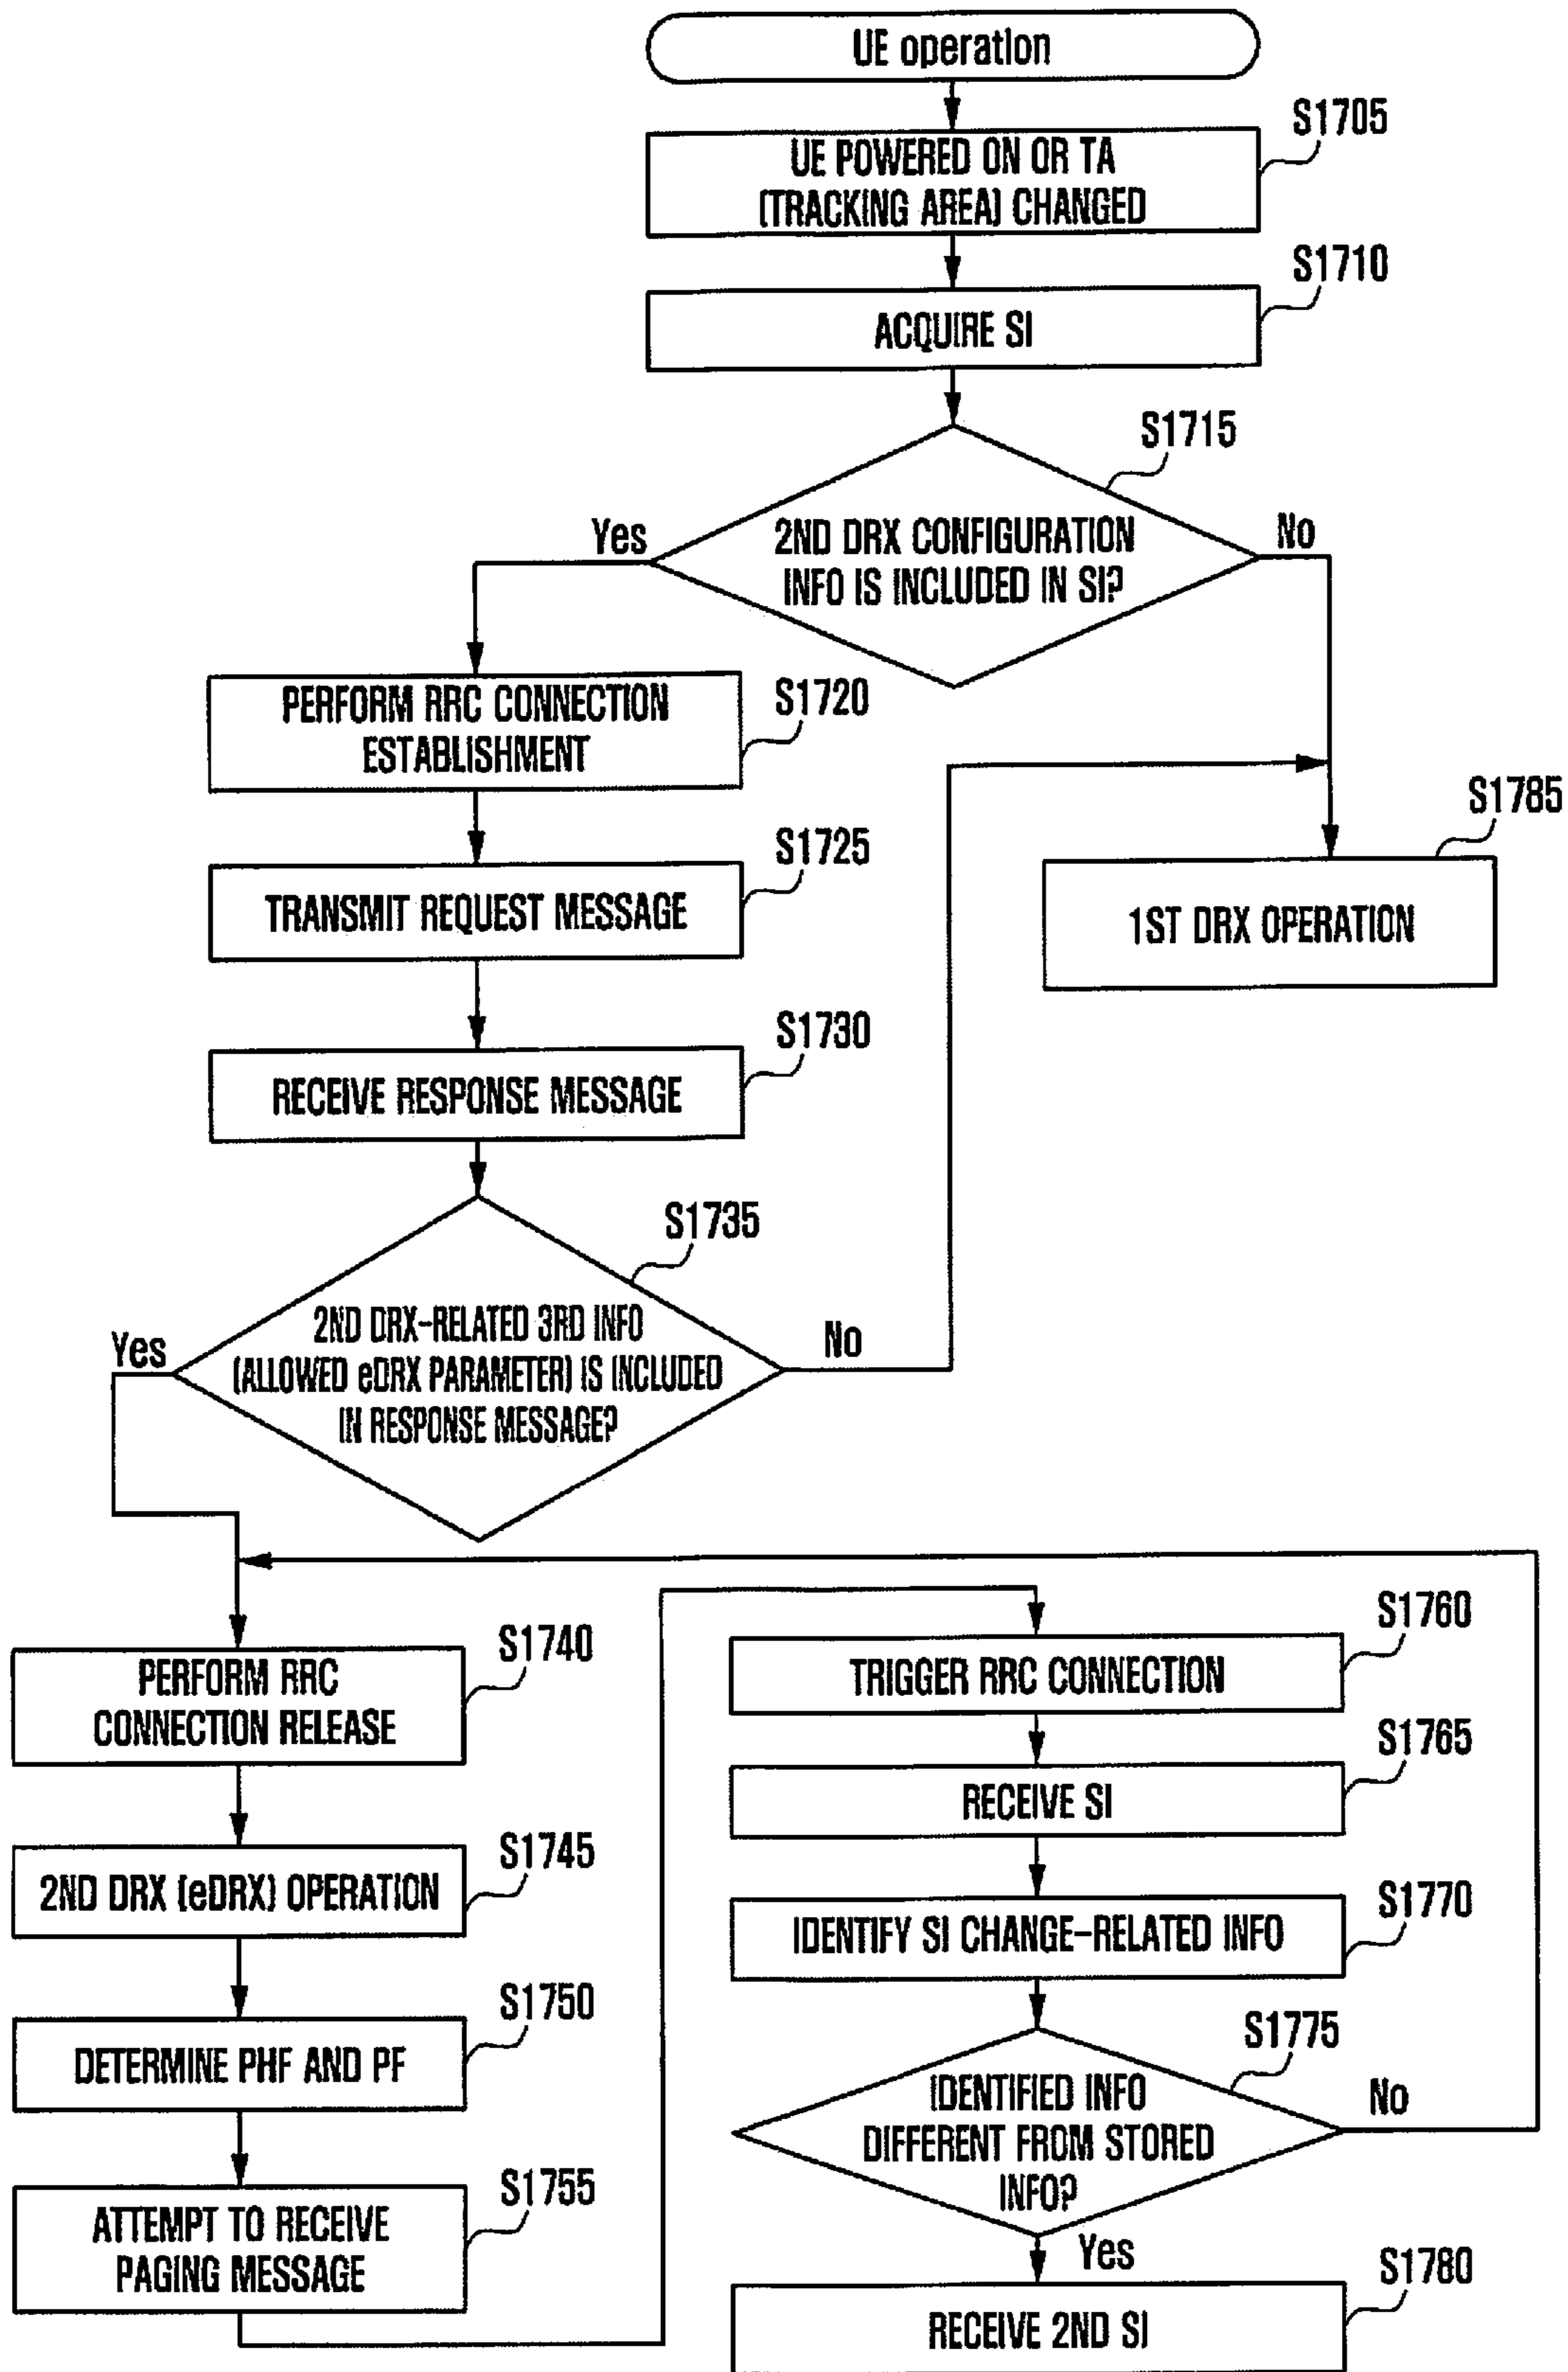 UE operation
S1705
UE POWERED ON OR TA
(TRACKING AREA) CHANGED
S1710
ACQUIRE SI
S1715
Yes
2ND DRX CONFIGURATION
INFO IS INCLUDED IN SI?
No
PERFORM RRC CONNECTION
ESTABLISHMENT
S1720
S1725
TRANSMIT REQUEST MESSAGE
S1785
1ST DRX OPERATION
S1730
RECEIVE RESPONSE MESSAGE
S1735
Yes
2ND DRX-RELATED 3RD INFO
(ALLOWED eDRX PARAMETER) IS INCLUDED
IN RESPONSE MESSAGE?
No
S1740
PERFORM RRC
CONNECTION RELEASE
S1745
2ND DRX (eDRX) OPERATION
S1750
DETERMINE PHF AND PF
S1755
ATTEMPT TO RECEIVE
PAGING MESSAGE
S1760
TRIGGER RRC CONNECTION
S1765
RECEIVE SI
S1770
IDENTIFY SI CHANGE-RELATED INFO
S1775
IDENTIFIED INFO
DIFFERENT FROM STORED
INFO?
No
Yes
S1780
RECEIVE 2ND SI